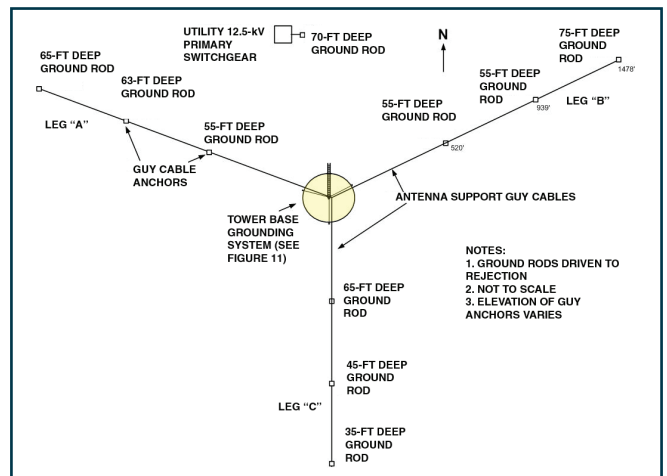 UTILITY 12.5-kV
PRIMARY
SWITCHGEAR
70-FT DEEP
GROUND ROD
N
75-FT DEEP
GROUND
ROD
1478'
65-FT DEEP
GROUND ROD
63-FT DEEP
GROUND ROD
55-FT DEEP
GROUND
ROD
939'
LEG "B"
LEG "A"
55-FT DEEP
GROUND ROD
55-FT DEEP
GROUND ROD
520'
GUY CABLE
ANCHORS
ANTENNA SUPPORT GUY CABLES
TOWER BASE
GROUNDING
SYSTEM (SEE
FIGURE 11)
NOTES:
1. GROUND RODS DRIVEN TO
REJECTION
2. NOT TO SCALE
3. ELEVATION OF GUY
ANCHORS VARIES
65-FT DEEP
GROUND
ROD
45-FT DEEP
GROUND
ROD
LEG "C"
35-FT DEEP
GROUND
ROD